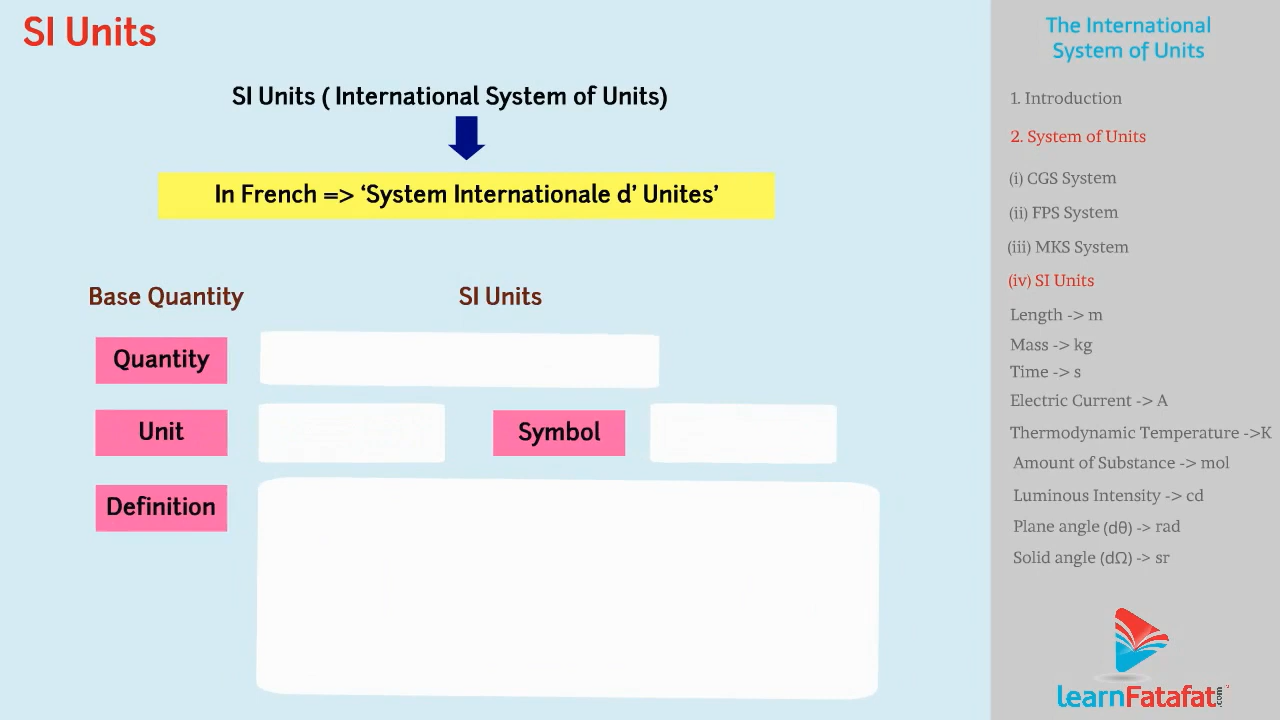 SI Units
SI Units ( International System of Units)
In French => ‘System Internationale d’ Unites’
Base Quantity
SI Units
Quantity
Unit
Symbol
Definition
The International
System of Units
1. Introduction
2. System of Units
(i) CGS System
(ii) FPS System
(iii) MKS System
(iv) SI Units
Length -> m
Mass -> kg
Time -> s
Electric Current -> A
Thermodynamic Temperature ->K
Amount of Substance -> mol
Luminous Intensity -> cd
Plane angle (dθ) -> rad
Solid angle (dΩ) -> sr
learnFatafat.com